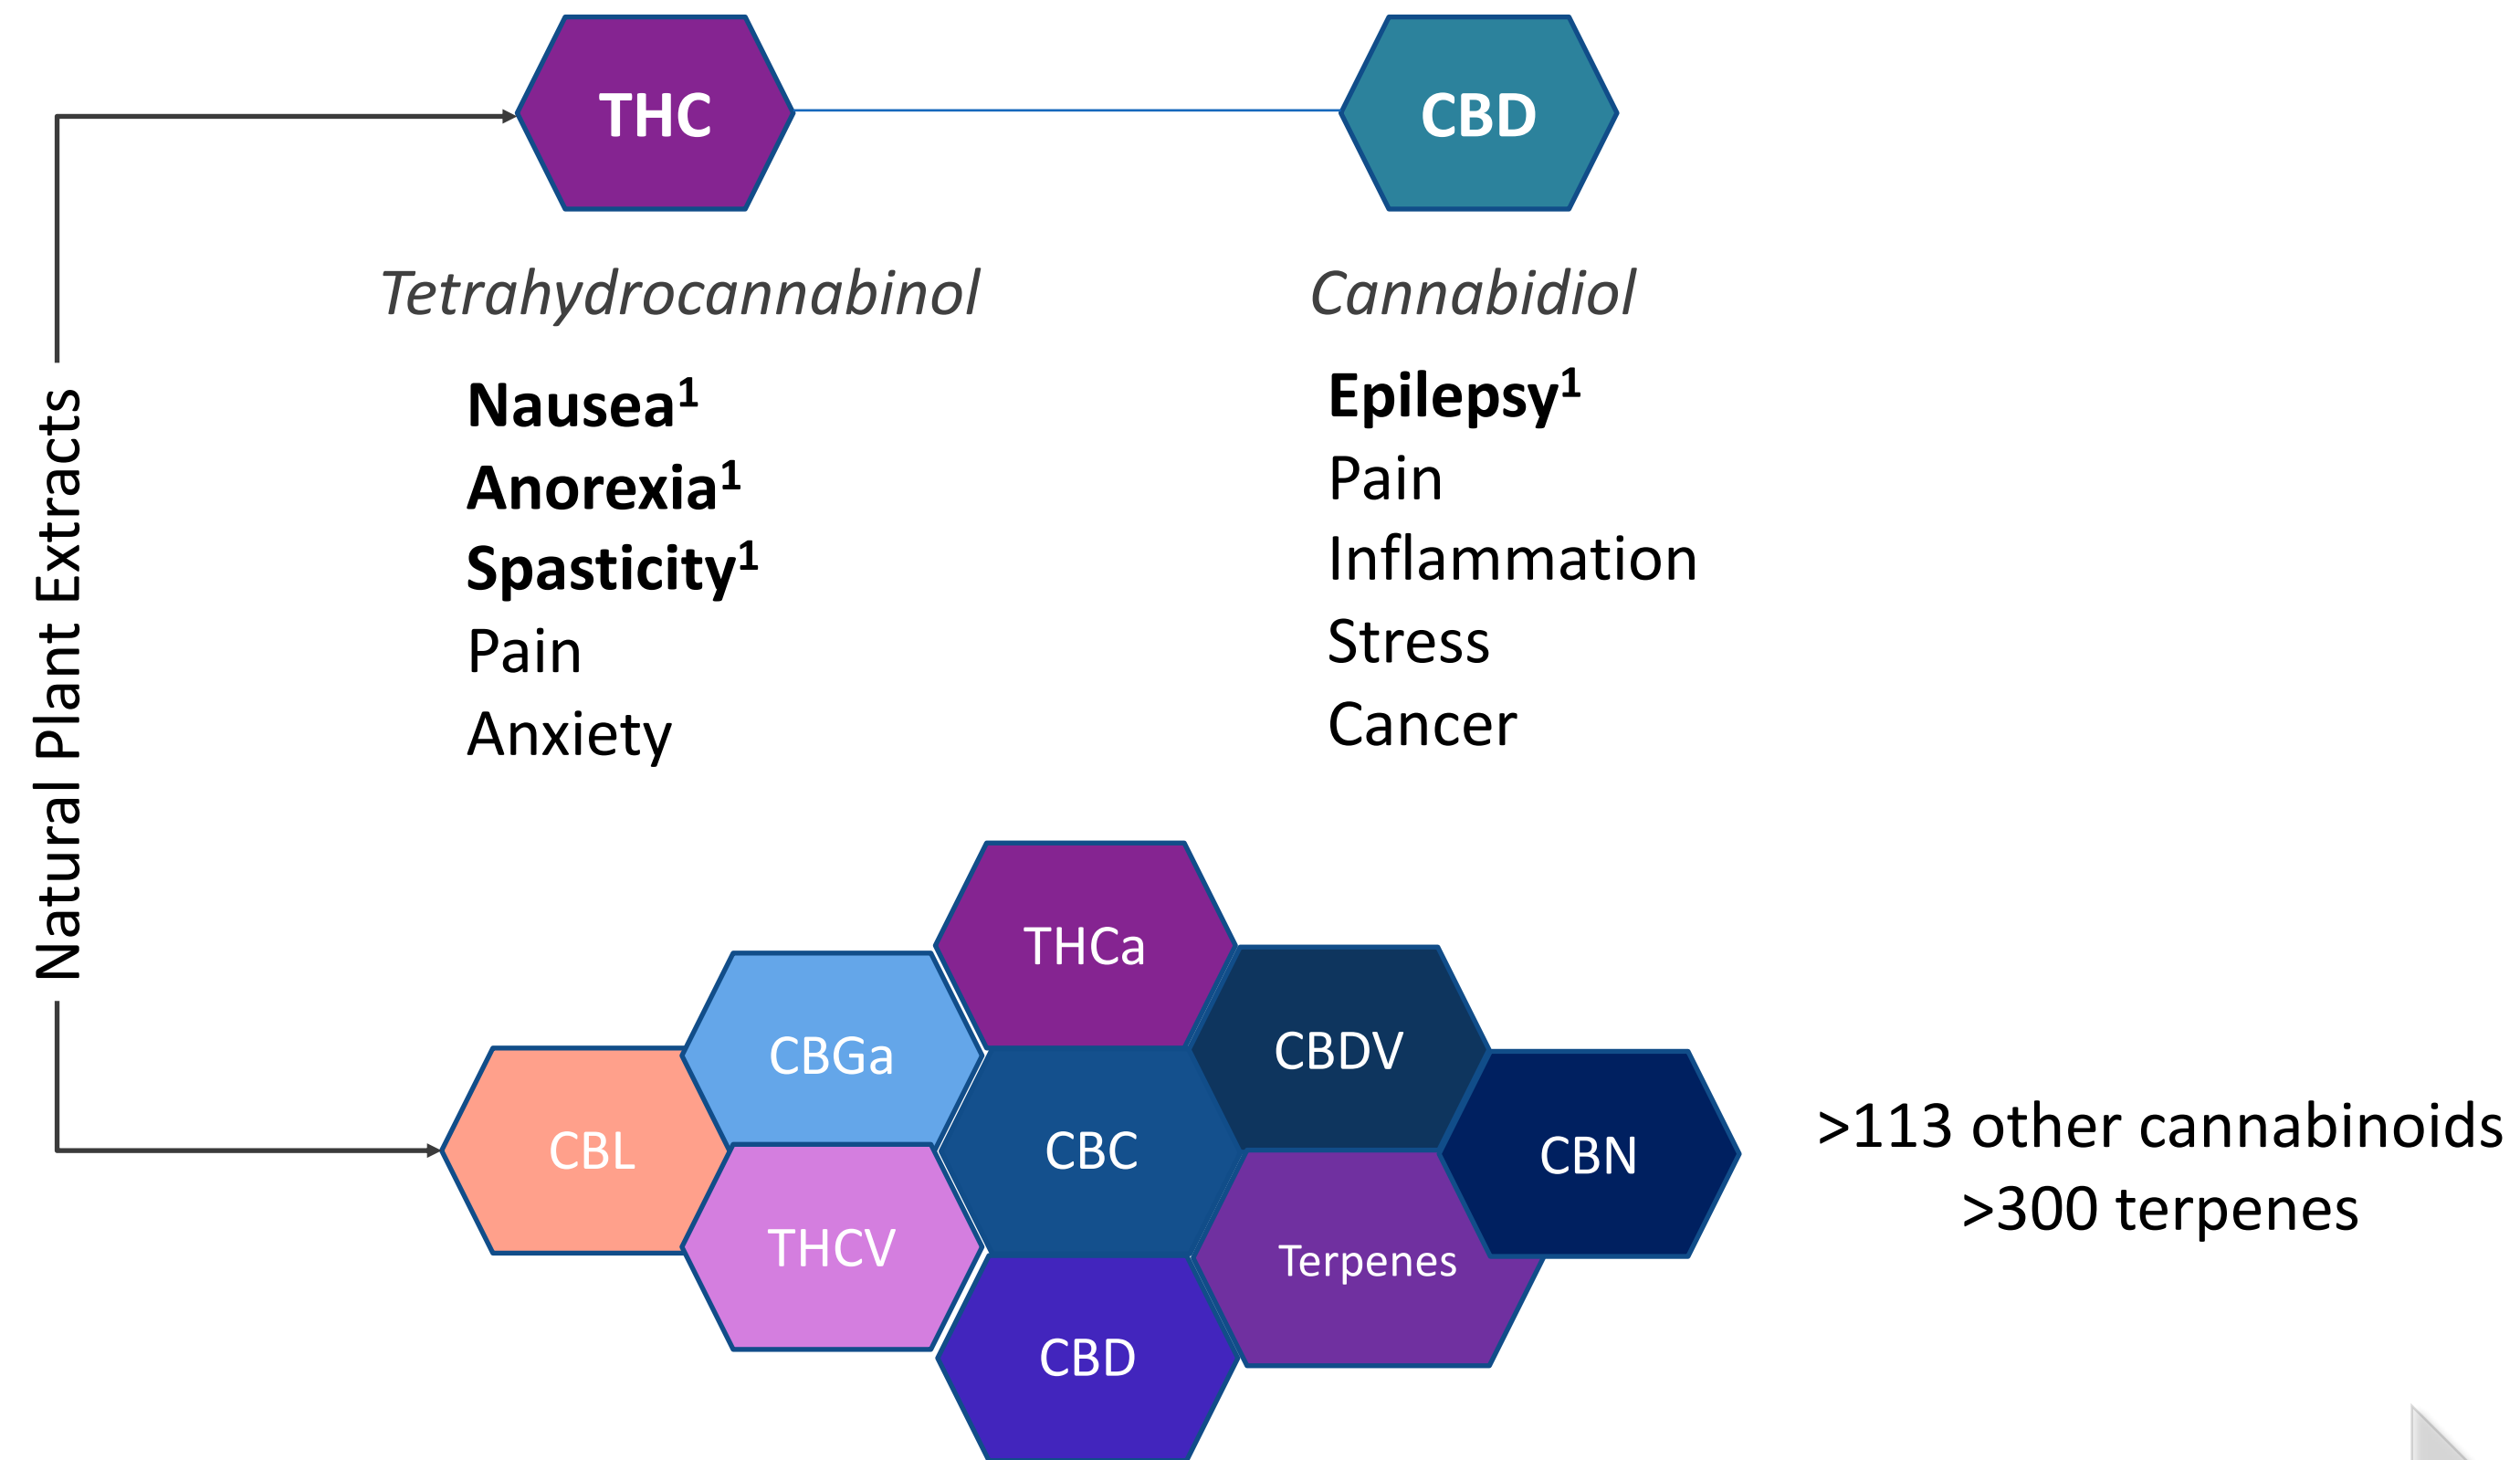 THC
CBD
Tetrahydrocannabinol
Cannabidiol
Nausea¹
Anorexia¹
Spasticity¹
Pain
Anxiety
Epilepsy¹
Pain
Inflammation
Stress
Cancer
Natural Plant Extracts
THCa
CBGa
CBDV
CBL
CBC
CBN
THCV
Terpenes
CBD
>113 other cannabinoids
>300 terpenes